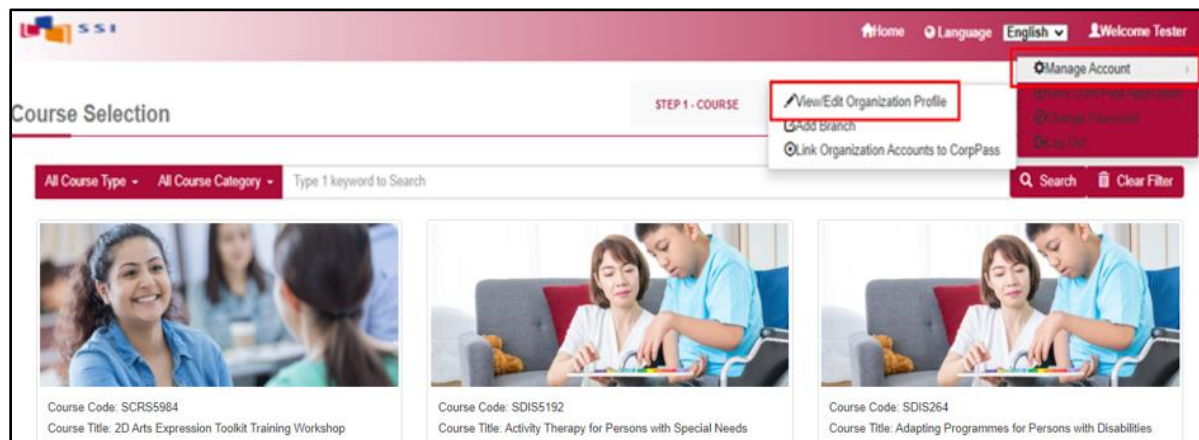 SSI
Home Language English Welcome Tester
Manage Account
View/Edit Organization Profile
Add Branch
Link Organization Accounts to CorpPass
Change Password
Log Out
Course Selection
STEP 1 - COURSE
All Course Type All Course Category Type 1 keyword to Search Search Clear Filter
Course Code: SCRS5984
Course Title: 2D Arts Expression Toolkit Training Workshop
Course Code: SDIS5192
Course Title: Activity Therapy for Persons with Special Needs
Course Code: SDIS264
Course Title: Adapting Programmes for Persons with Disabilities